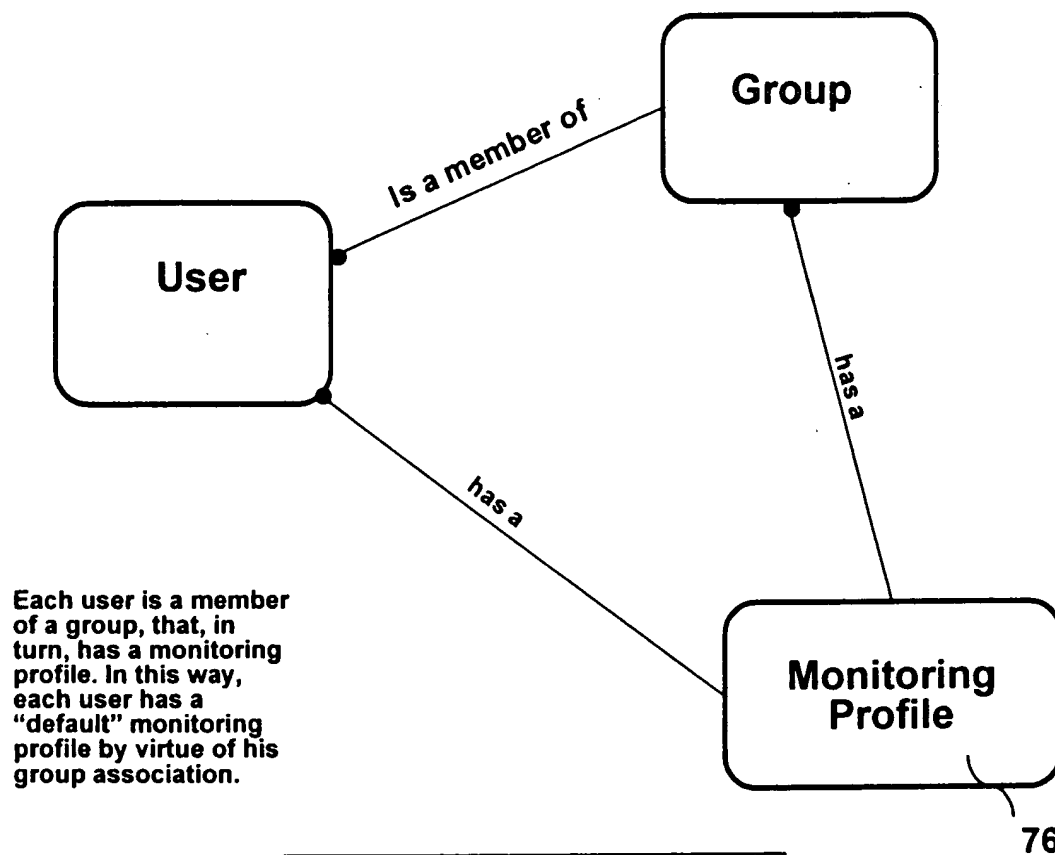 Group
Is a member of
User
has a
has a
Each user is a member
of a group, that, in
turn, has a monitoring
profile. In this way,
each user has a
“default” monitoring
profile by virtue of his
group association.
Monitoring
Profile
76